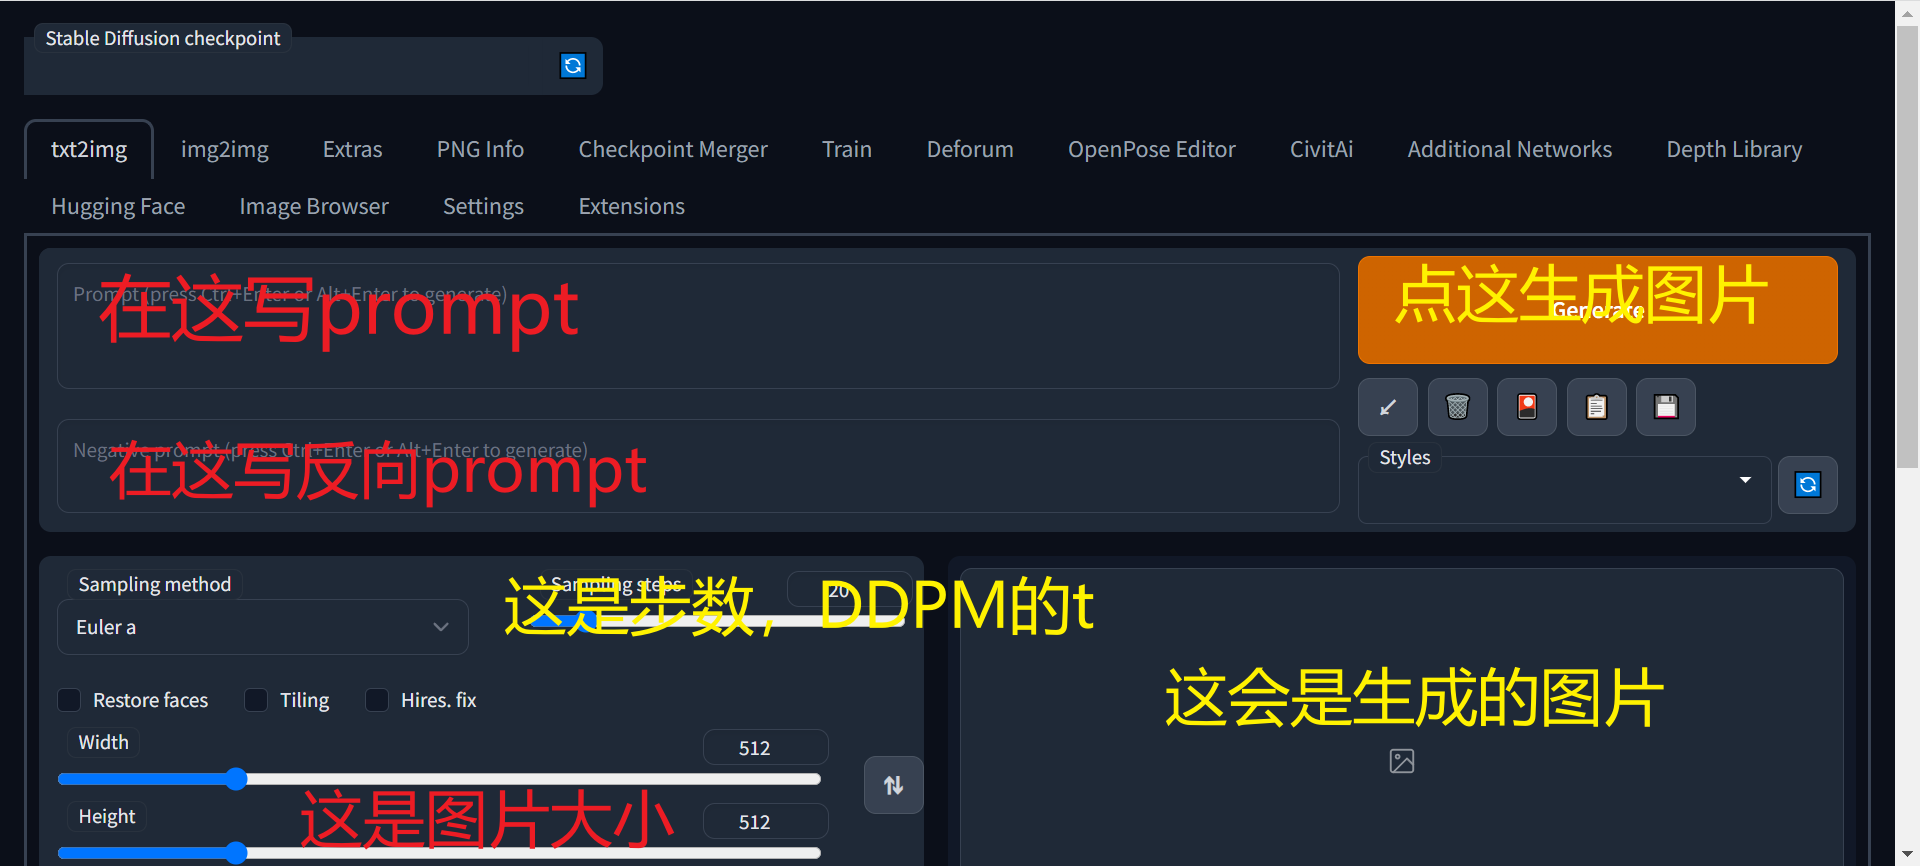 Stable Diffusion checkpoint
txt2img img2img Extras PNG Info Checkpoint Merger Train Deforum OpenPose Editor CivitAi Additional Networks Depth Library
Hugging Face Image Browser Settings Extensions
Prompt (press Ctrl+Enter or Alt+Enter to generate)
在这写prompt
Generate
点这生成图片
Negative prompt (press Ctrl+Enter or Alt+Enter to generate)
在这写反向prompt
Styles
Sampling method
Euler a
Sampling steps
20
这是步数，DDPM的t
这会是生成的图片
Restore faces Tiling Hires. fix
Width
512
Height
512
这是图片大小